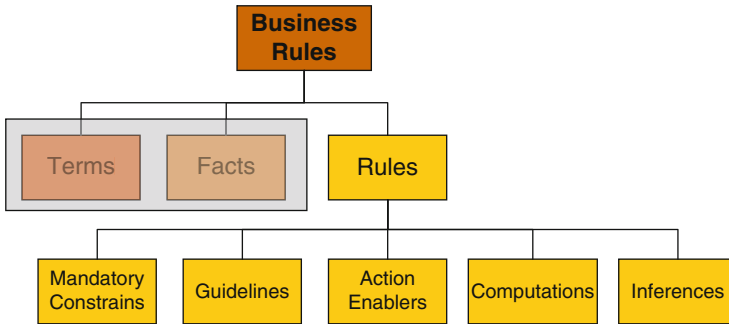 Business
Rules
Terms
Facts
Rules
Mandatory
Constrains
Guidelines
Action
Enablers
Computations
Inferences